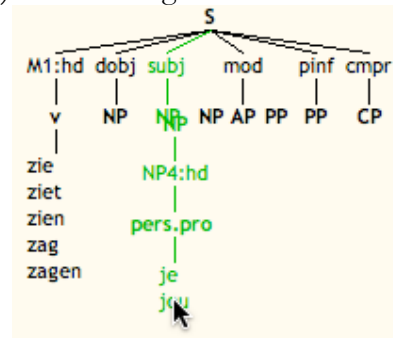 S
M1:hd dobj subj mod pinf cmpr
v NP NP NP AP PP PP CP
NP
zie NP4:hd
ziet
zien pers.pro
zag
zagen je
jou